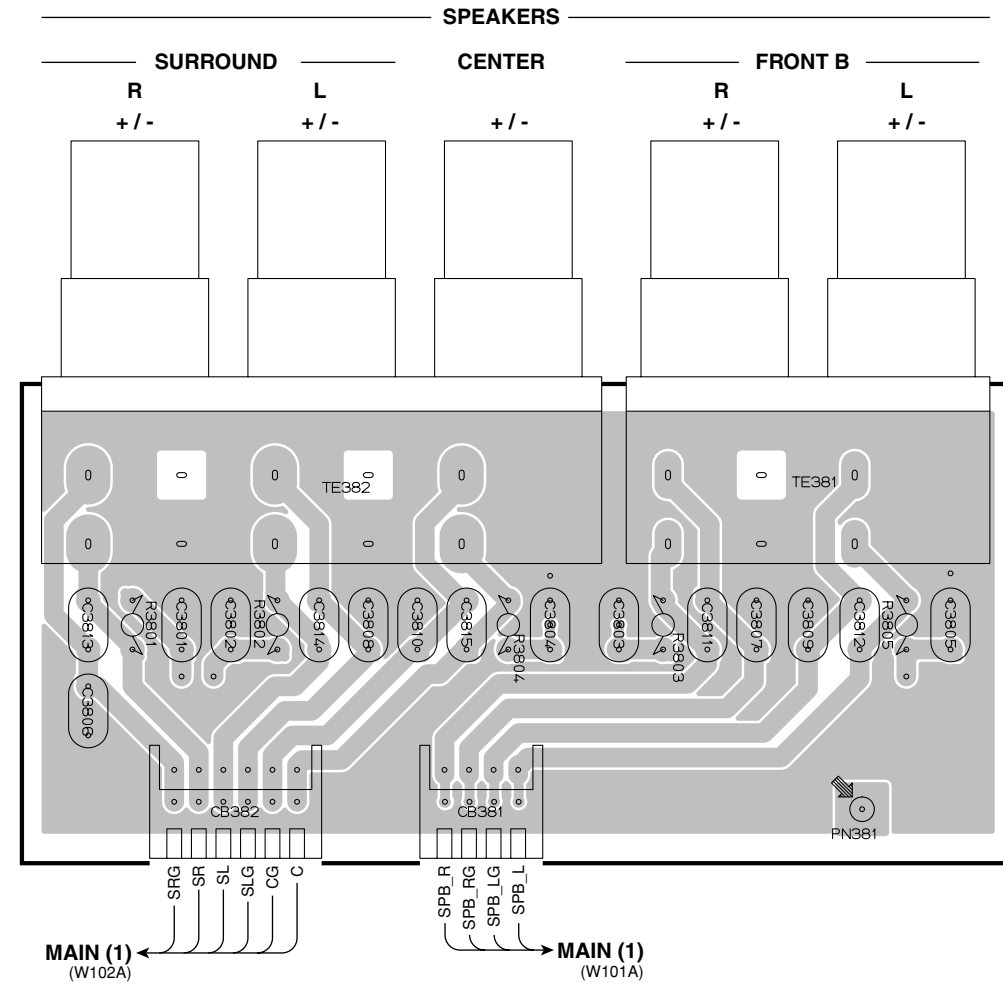 SPEAKERS
SURROUND CENTER FRONT B
R L R L
+ / - + / - + / - + / - + / -
TE382 TE381
C3813 R3801 C3801 C3802 R3802 C3814 C3808 C3810 C3815 R3804 C3804 C3803 R3803 C3811 C3807 C3809 C3812 R3805 C3805
C3806
CB382 CB381 PN381
SRG SR SL SLG CG C SPB_R SPB_RG SPB_LG SPB_L
MAIN (1) MAIN (1)
(W102A) (W101A)